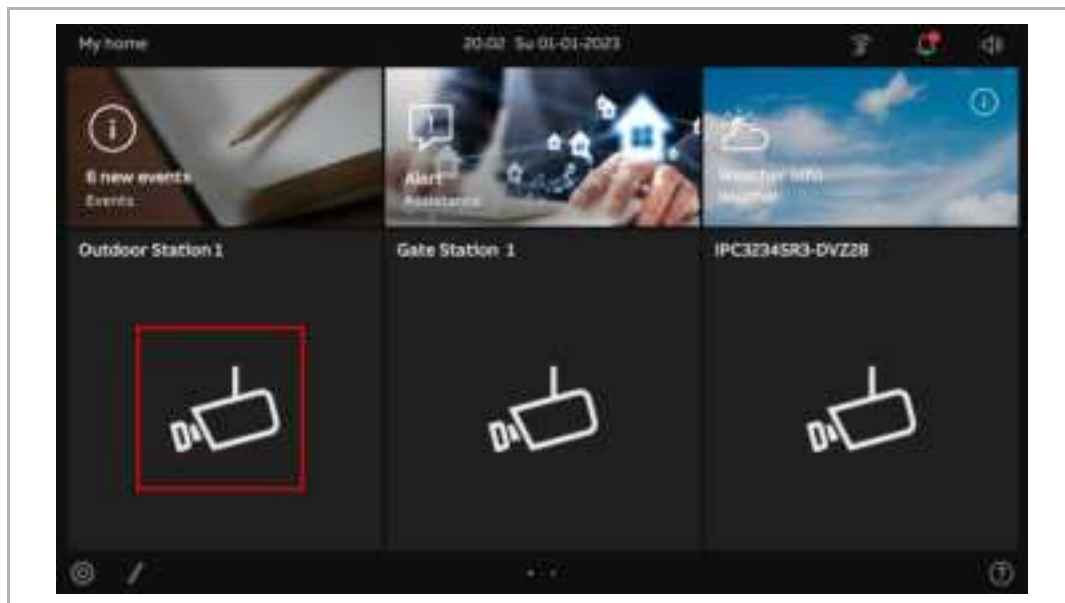 My home
20:02 Su 01-01-2023
6 new events
Events
Alert
Assistance
Weather info
Weather
Outdoor Station 1
Gate Station 1
IPC3234SR3-DVZ28